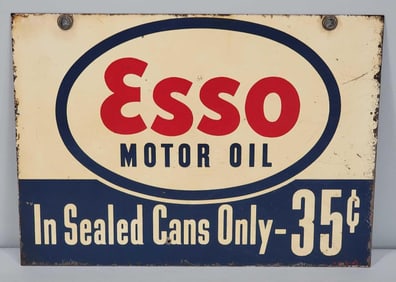 Esso
MOTOR OIL
In Sealed Cans Only-35¢